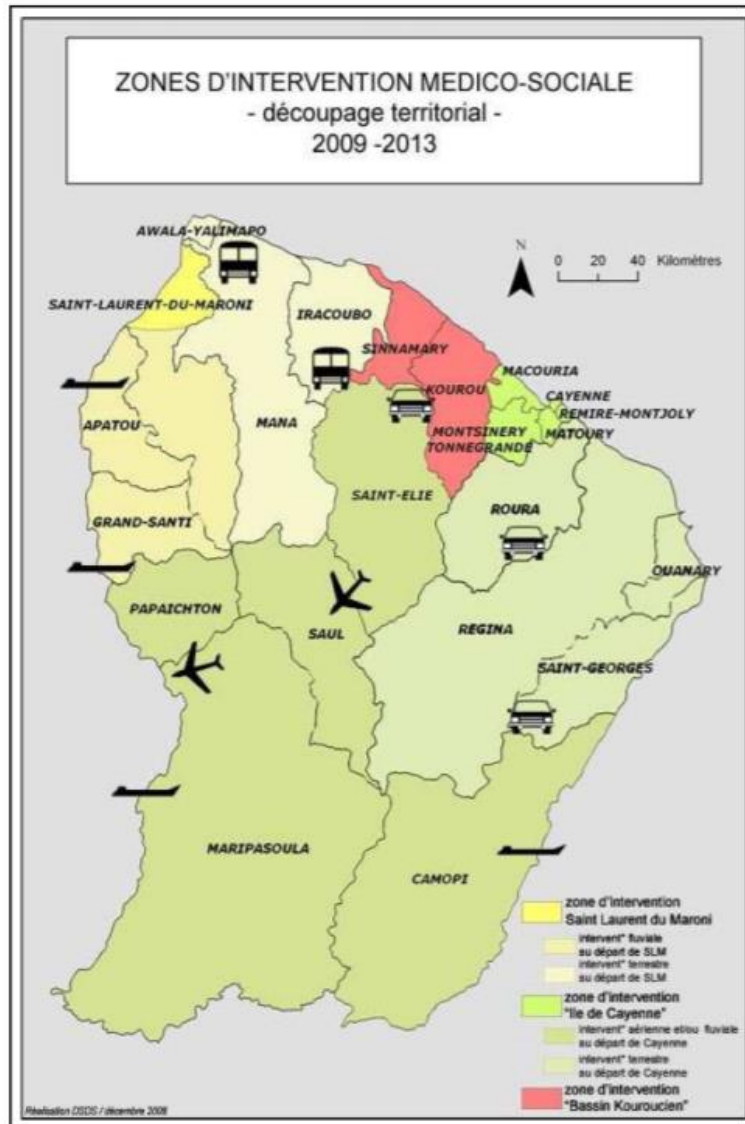 ZONES D'INTERVENTION MEDICO-SOCIALE
- découpage territorial -
2009 -2013
AWALA-YALIMAPO
N
0 20 40 Kilomètres
SAINT-LAURENT-DU-MARONI
IRACOUBO
SINNAMARY
MACOURIA
KOUROU
CAYENNE
REMIRE-MONTJOLY
APATOU
MANA
MONTSINERY
TONNEGRANDE
MATOURY
SAINT-ELIE
GRAND-SANTI
ROURA
OUANARY
PAPAICHTON
SAUL
REGINA
SAINT-GEORGES
MARIPASOULA
CAMOPI
zone d'intervention
Saint Laurent du Maroni
intervent° fluviale
au départ de SLM
intervent° terrestre
au départ de SLM
zone d'intervention
"Ile de Cayenne"
intervent° aérienne et/ou fluviale
au départ de Cayenne
intervent° terrestre
au départ de Cayenne
zone d'intervention
"Bassin Kouroucien"
Réalisation DSDS / décembre 2008